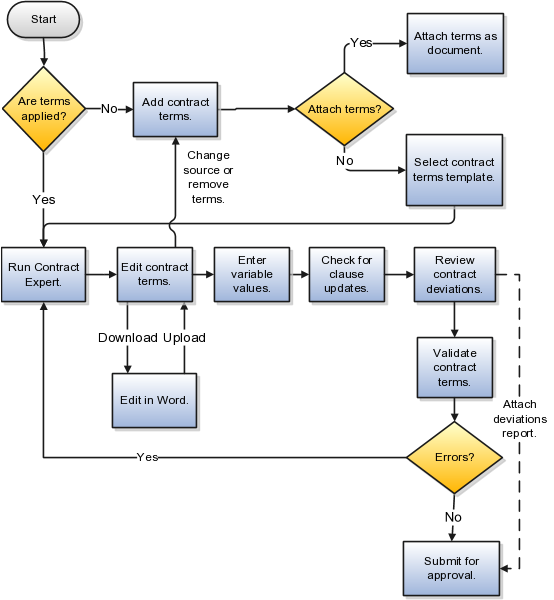 Start
Yes
Attach terms as
document.
Are terms
applied?
No
Add contract
terms.
Attach terms?
Change
source or
remove
terms.
No
Select contract
terms template.
Yes
Run Contract
Expert.
Edit contract
terms.
Enter
variable
values.
Check for
clause
updates.
Review
contract
deviations.
Download
Upload
Validate
contract
terms.
Edit in Word.
Attach
deviations
report.
Yes
Errors?
No
Submit for
approval.